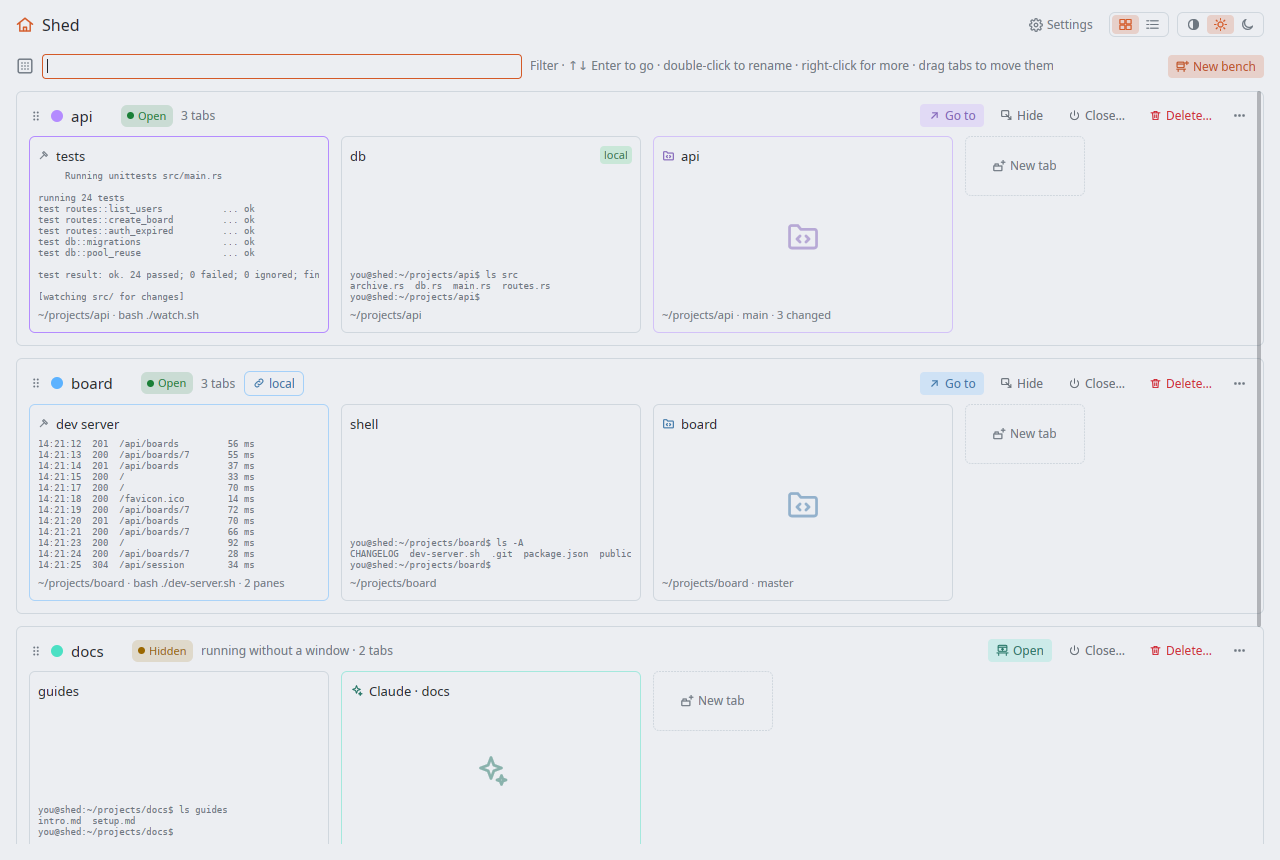 Shed
Settings
Filter · ↑↓ Enter to go · double-click to rename · right-click for more · drag tabs to move them
New bench
api
Open
3 tabs
Go to
Hide
Close...
Delete...
tests
Running unittests src/main.rs
running 24 tests
test routes::list_users ... ok
test routes::create_board ... ok
test routes::auth_expired ... ok
test db::migrations ... ok
test db::pool_reuse ... ok
test result: ok. 24 passed; 0 failed; 0 ignored; fin
[watching src/ for changes]
~/projects/api · bash ./watch.sh
db
local
you@shed:~/projects/api$ ls src
archive.rs db.rs main.rs routes.rs
you@shed:~/projects/api$
~/projects/api
api
~/projects/api · main · 3 changed
New tab
board
Open
3 tabs
local
Go to
Hide
Close...
Delete...
dev server
14:21:12 201 /api/boards 56 ms
14:21:13 200 /api/boards/7 55 ms
14:21:14 201 /api/boards 37 ms
14:21:15 200 / 33 ms
14:21:17 200 / 70 ms
14:21:18 200 /favicon.ico 14 ms
14:21:19 200 /api/boards/7 72 ms
14:21:20 201 /api/boards 70 ms
14:21:21 200 /api/boards/7 66 ms
14:21:23 200 / 92 ms
14:21:24 200 /api/boards/7 28 ms
14:21:25 304 /api/session 34 ms
~/projects/board · bash ./dev-server.sh · 2 panes
shell
you@shed:~/projects/board$ ls -A
CHANGELOG dev-server.sh .git package.json public
you@shed:~/projects/board$
~/projects/board
board
~/projects/board · master
New tab
docs
Hidden
running without a window · 2 tabs
Open
Close...
Delete...
guides
you@shed:~/projects/docs$ ls guides
intro.md setup.md
you@shed:~/projects/docs$
Claude · docs
New tab